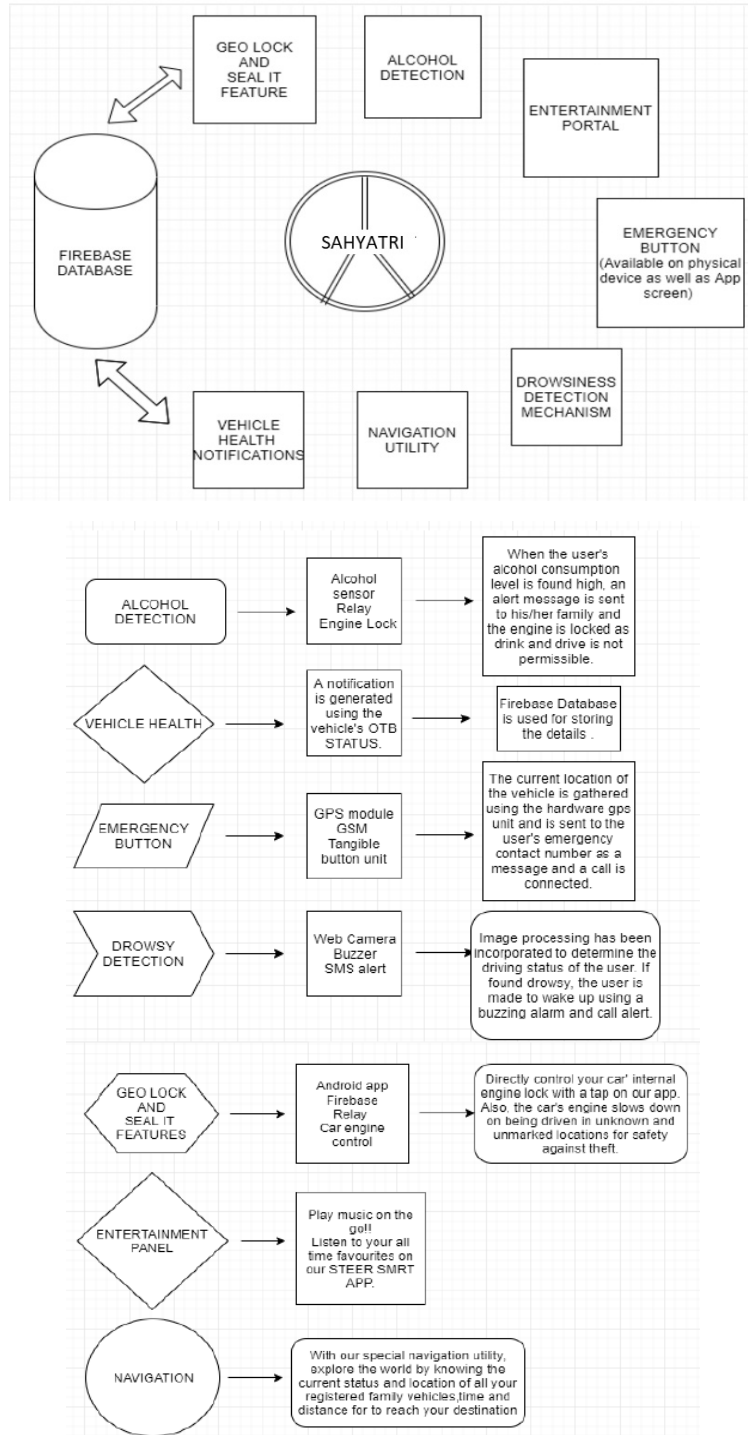 GEO LOCK
AND
SEAL IT
FEATURE
ALCOHOL
DETECTION
ENTERTAINMENT
PORTAL
FIREBASE
DATABASE
SAHYATRI
EMERGENCY
BUTTON
(Available on physical
device as well as App
screen)
DROWSINESS
DETECTION
MECHANISM
VEHICLE
HEALTH
NOTIFICATIONS
NAVIGATION
UTILITY
ALCOHOL
DETECTION
Alcohol
sensor
Relay
Engine Lock
When the user's
alcohol consumption
level is found high, an
alert message is sent
to his/her family and
the engine is locked as
drink and drive is not
permissible.
VEHICLE HEALTH
A notification
is generated
using the
vehicle's OTB
STATUS.
Firebase Database
is used for storing
the details .
EMERGENCY
BUTTON
GPS module
GSM
Tangible
button unit
The current location of
the vehicle is gathered
using the hardware gps
unit and is sent to the
user's emergency
contact number as a
message and a call is
connected.
DROWSY
DETECTION
Web Camera
Buzzer
SMS alert
Image processing has been
incorporated to determine the
driving status of the user. If
found drowsy, the user is
made to wake up using a
buzzing alarm and call alert.
GEO LOCK
AND
SEAL IT
FEATURES
Android app
Firebase
Relay
Car engine
control
Directly control your car' internal
engine lock with a tap on our app.
Also, the car's engine slows down
on being driven in unknown and
unmarked locations for safety
against theft.
ENTERTAINMENT
PANEL
Play music on the
go!!
Listen to your all
time favourites on
our STEER SMRT
APP.
NAVIGATION
With our special navigation utility,
explore the world by knowing the
current status and location of all your
registered family vehicles,time and
distance for to reach your destination